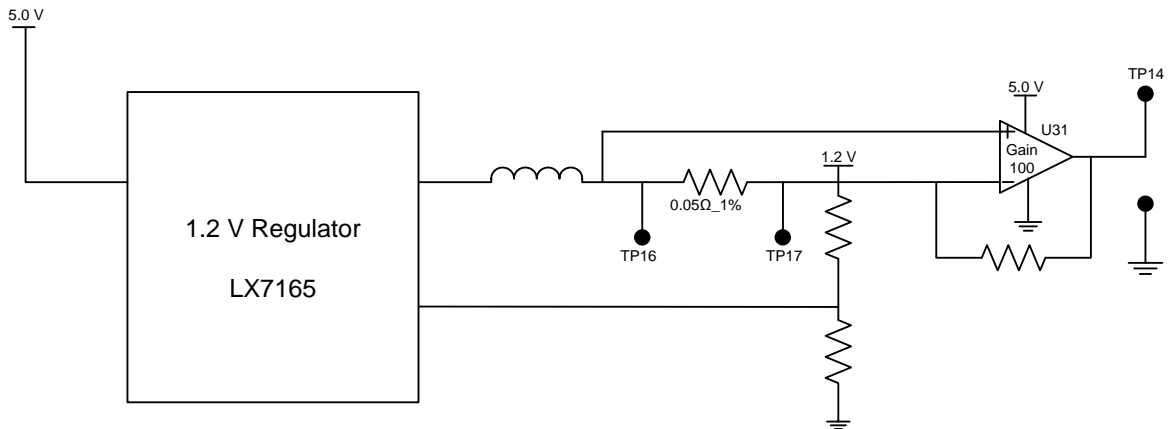 5.0 V
1.2 V Regulator
LX7165
TP16
0.05Ω_1%
TP17
1.2 V
5.0 V
U31
Gain
100
TP14